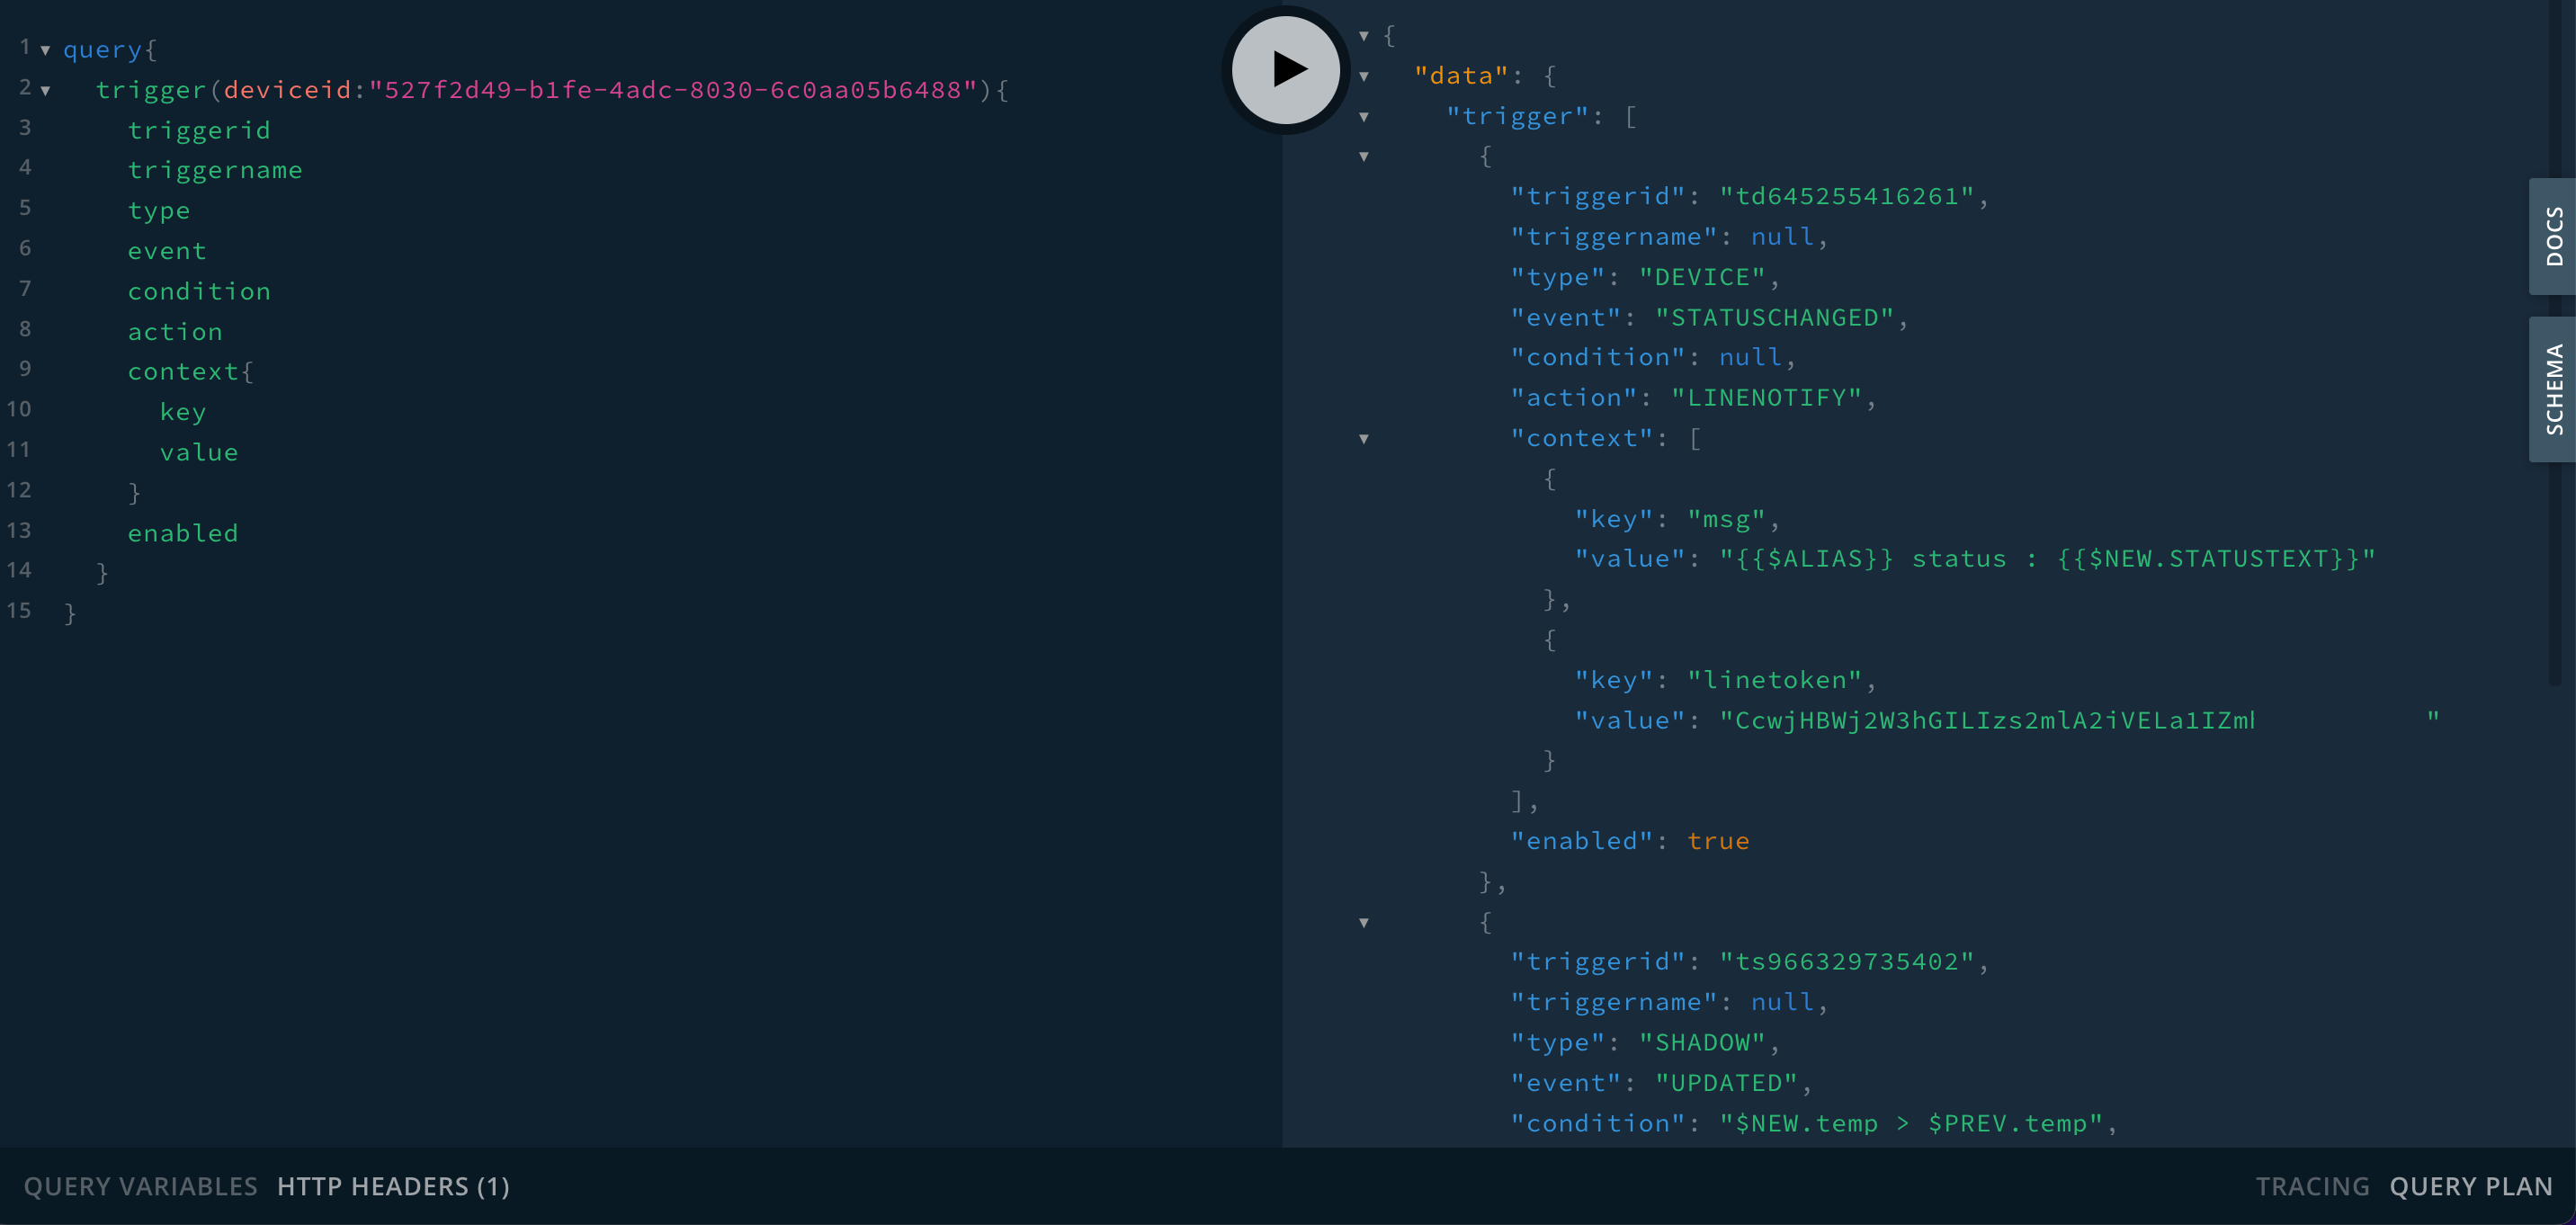 1 query{
2 trigger(deviceid:"527f2d49-b1fe-4adc-8030-6c0aa05b6488"){
3 triggerid
4 triggername
5 type
6 event
7 condition
8 action
9 context{
10 key
11 value
12 }
13 enabled
14 }
15 }
{
"data": {
"trigger": [
{
"triggerid": "td645255416261",
"triggername": null,
"type": "DEVICE",
"event": "STATUSCHANGED",
"condition": null,
"action": "LINENOTIFY",
"context": [
{
"key": "msg",
"value": "{{$ALIAS}} status : {{$NEW.STATUSTEXT}}"
},
{
"key": "linetoken",
"value": "CcwjHBWj2W3hGILIzs2mlA2iVELa1IZm "
}
],
"enabled": true
},
{
"triggerid": "ts966329735402",
"triggername": null,
"type": "SHADOW",
"event": "UPDATED",
"condition": "$NEW.temp > $PREV.temp",
DOCS
SCHEMA
QUERY VARIABLES HTTP HEADERS (1)
TRACING QUERY PLAN